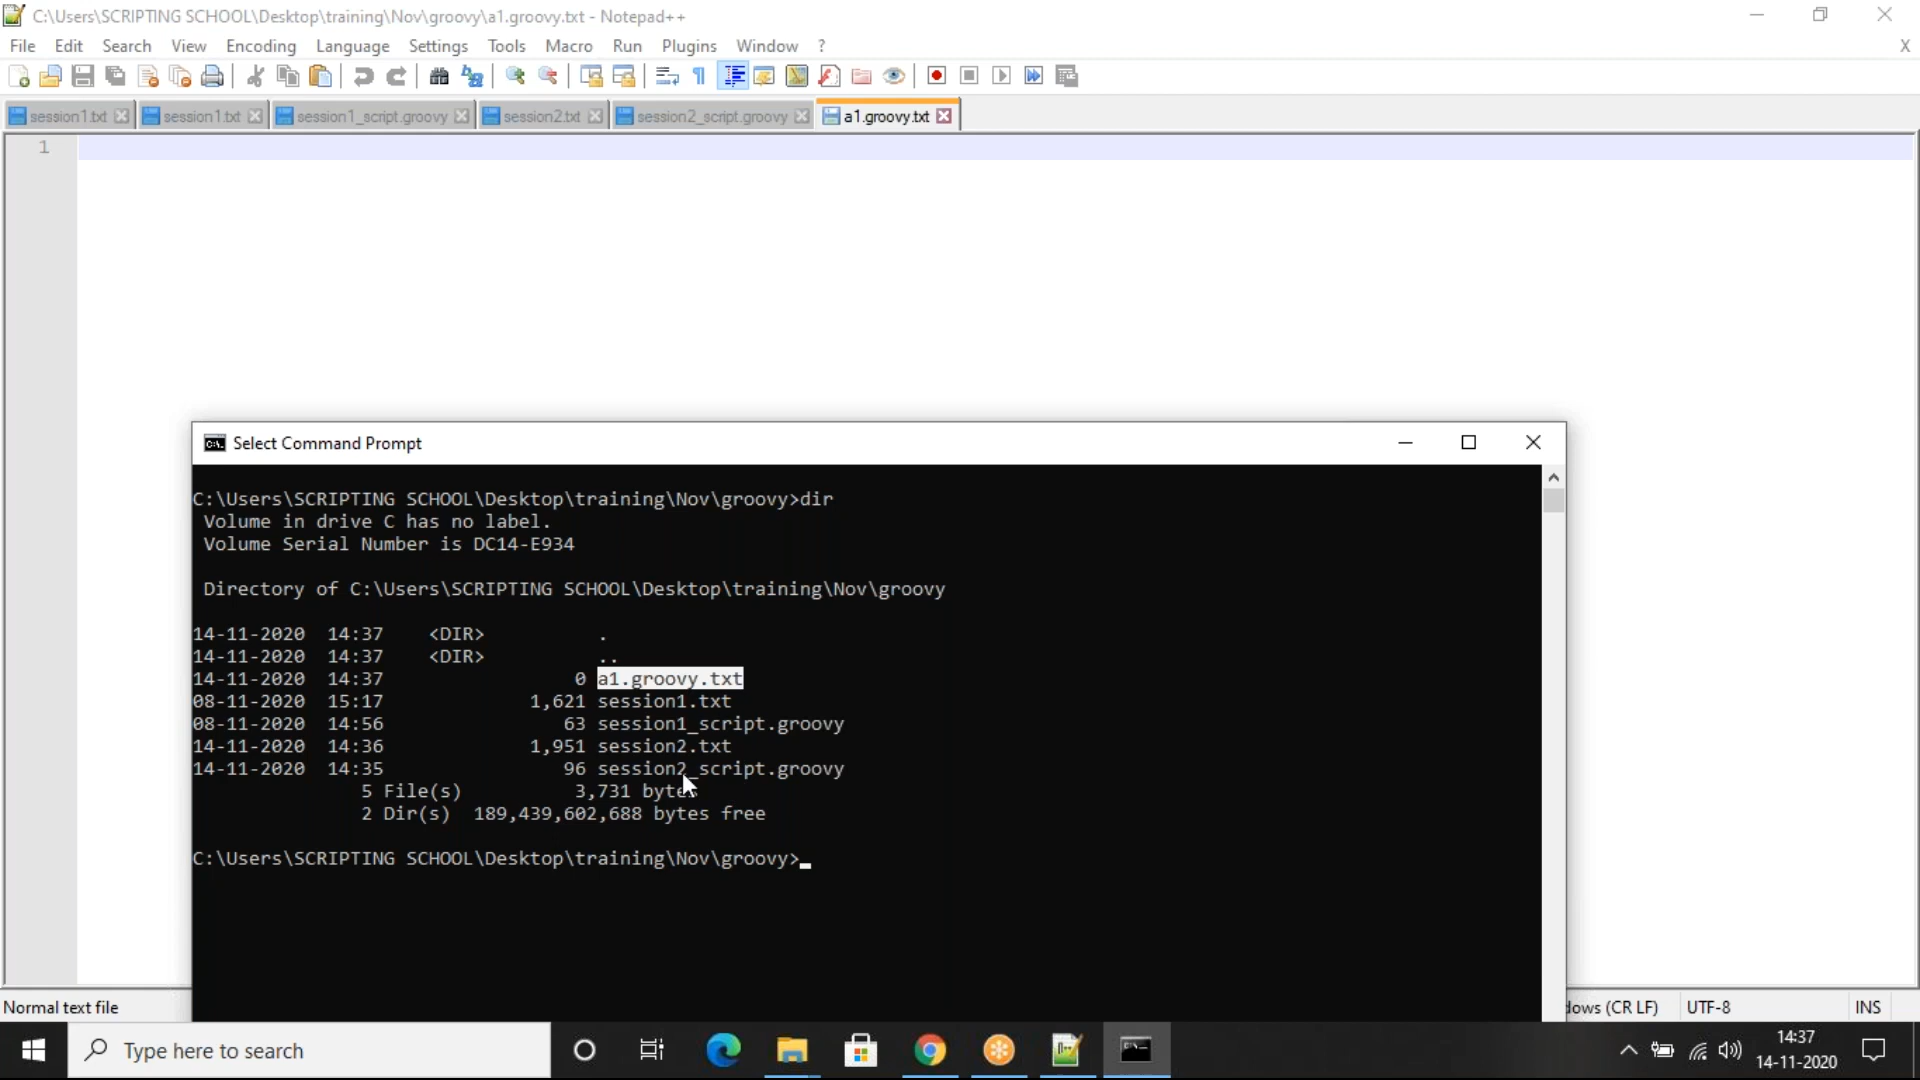 C:\Users\SCRIPTING SCHOOL\Desktop\training\Nov\groovy\a1.groovy.txt - Notepad++
File Edit Search View Encoding Language Settings Tools Macro Run Plugins Window ? X
session1.txt session1.txt session1_script.groovy session2.txt session2_script.groovy a1.groovy.txt
1
Select Command Prompt
C:\Users\SCRIPTING SCHOOL\Desktop\training\Nov\groovy>dir
Volume in drive C has no label.
Volume Serial Number is DC14-E934
Directory of C:\Users\SCRIPTING SCHOOL\Desktop\training\Nov\groovy
14-11-2020 14:37 <DIR> .
14-11-2020 14:37 <DIR> ..
14-11-2020 14:37 0 a1.groovy.txt
08-11-2020 15:17 1,621 session1.txt
08-11-2020 14:56 63 session1_script.groovy
14-11-2020 14:36 1,951 session2.txt
14-11-2020 14:35 96 session2_script.groovy
5 File(s) 3,731 bytes
2 Dir(s) 189,439,602,688 bytes free
C:\Users\SCRIPTING SCHOOL\Desktop\training\Nov\groovy>_
Normal text file dows (CR LF) UTF-8 INS
Type here to search
14:37
14-11-2020